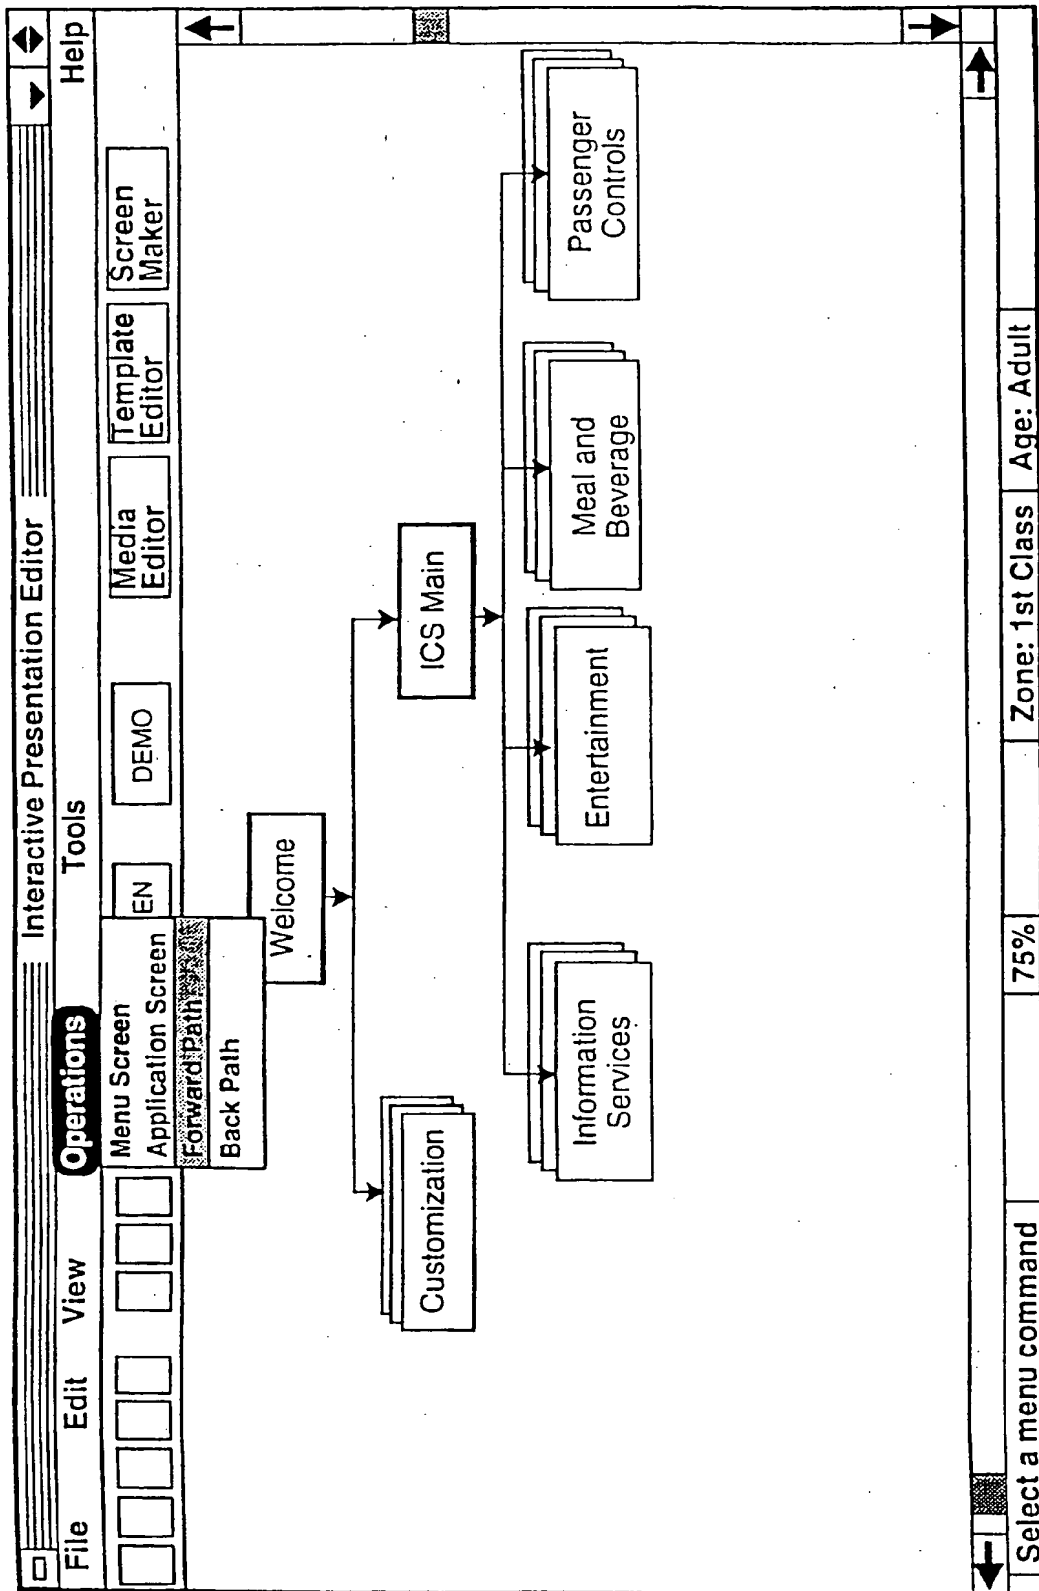 Interactive Presentation Editor
File Edit View Operations Tools Help
EN DEMO
Media
Editor
Template
Editor
Screen
Maker
Menu Screen
Application Screen
Forward Path
Back Path
Welcome
Customization
ICS Main
Information
Services
Entertainment
Meal and
Beverage
Passenger
Controls
Select a menu command 75% Zone: 1st Class Age: Adult